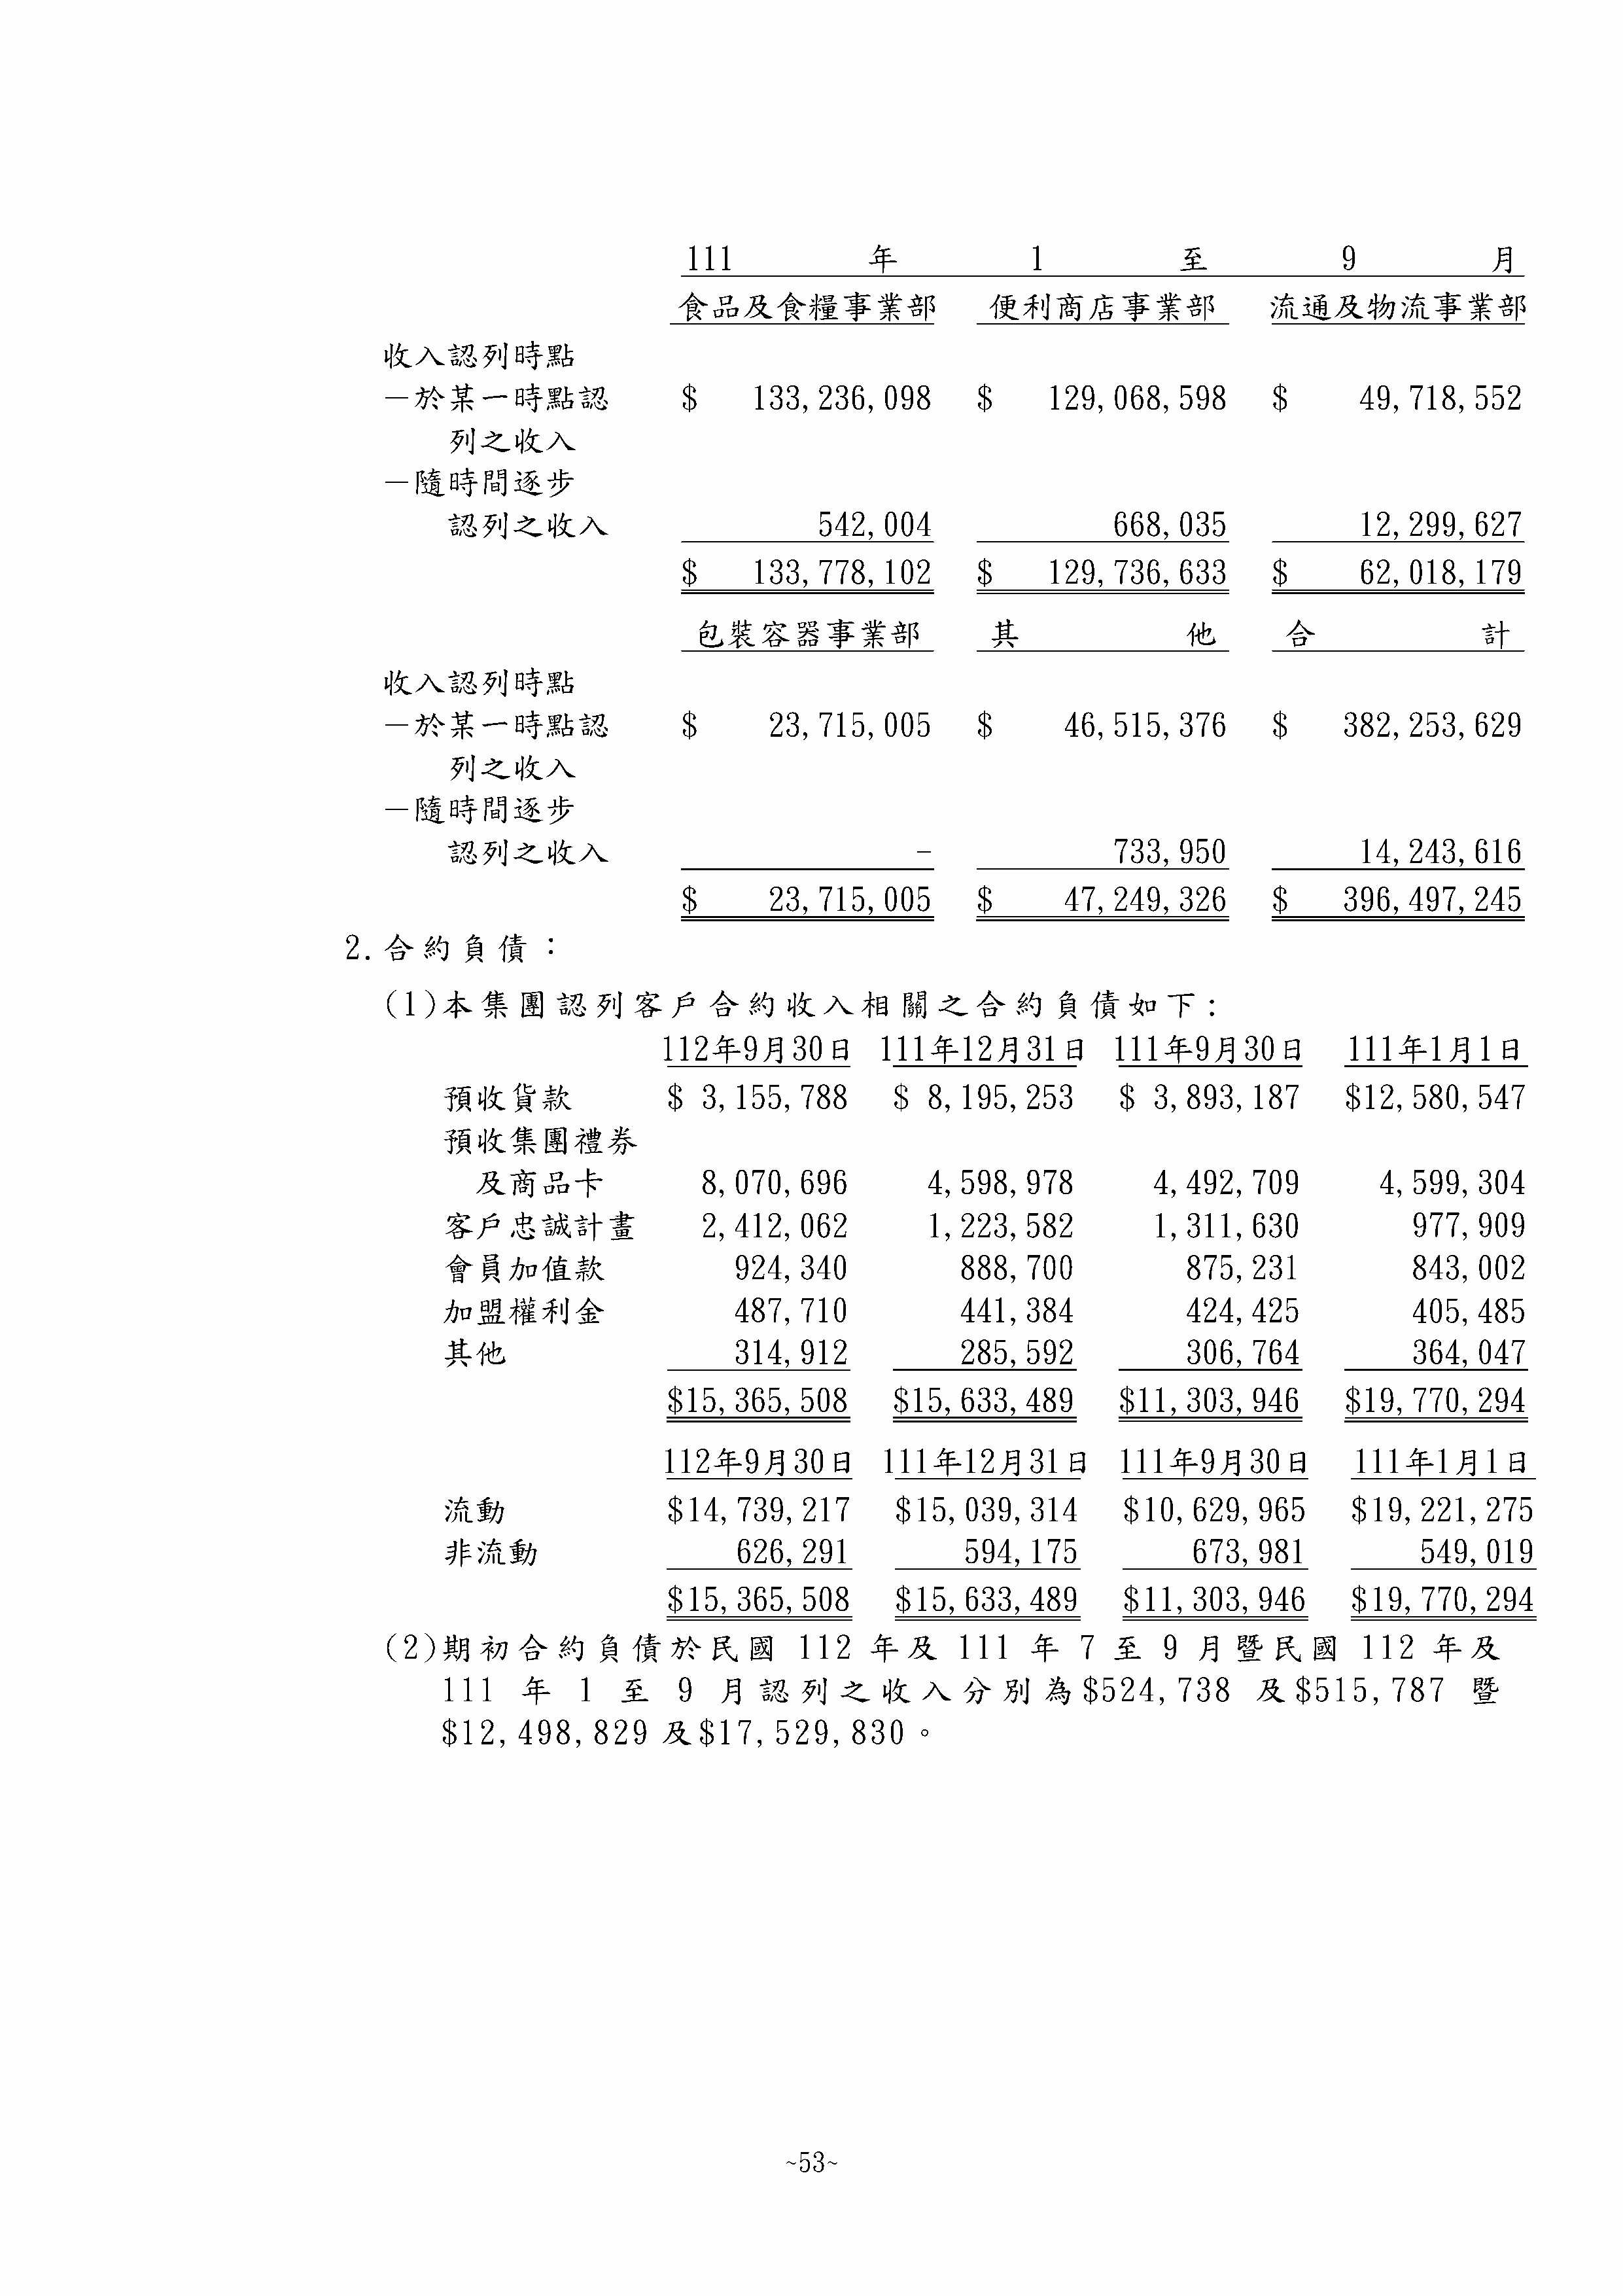 111 年 1 至 9 月
食品及食糧事業部 便利商店事業部 流通及物流事業部
收入認列時點
－於某一時點認 $ 133,236,098 $ 129,068,598 $ 49,718,552
列之收入
－隨時間逐步
認列之收入 542,004 668,035 12,299,627
$ 133,778,102 $ 129,736,633 $ 62,018,179
包裝容器事業部 其 他 合 計
收入認列時點
－於某一時點認 $ 23,715,005 $ 46,515,376 $ 382,253,629
列之收入
－隨時間逐步
認列之收入 - 733,950 14,243,616
$ 23,715,005 $ 47,249,326 $ 396,497,245
2.合約負債：
(1)本集團認列客戶合約收入相關之合約負債如下:
112年9月30日 111年12月31日 111年9月30日 111年1月1日
預收貨款 $ 3,155,788 $ 8,195,253 $ 3,893,187 $12,580,547
預收集團禮券
及商品卡 8,070,696 4,598,978 4,492,709 4,599,304
客戶忠誠計畫 2,412,062 1,223,582 1,311,630 977,909
會員加值款 924,340 888,700 875,231 843,002
加盟權利金 487,710 441,384 424,425 405,485
其他 314,912 285,592 306,764 364,047
$15,365,508 $15,633,489 $11,303,946 $19,770,294
112年9月30日 111年12月31日 111年9月30日 111年1月1日
流動 $14,739,217 $15,039,314 $10,629,965 $19,221,275
非流動 626,291 594,175 673,981 549,019
$15,365,508 $15,633,489 $11,303,946 $19,770,294
(2)期初合約負債於民國 112 年及 111 年 7 至 9 月暨民國 112 年及
111 年 1 至 9 月認列之收入分別為$524,738 及$515,787 暨
$12,498,829 及$17,529,830。
~53~